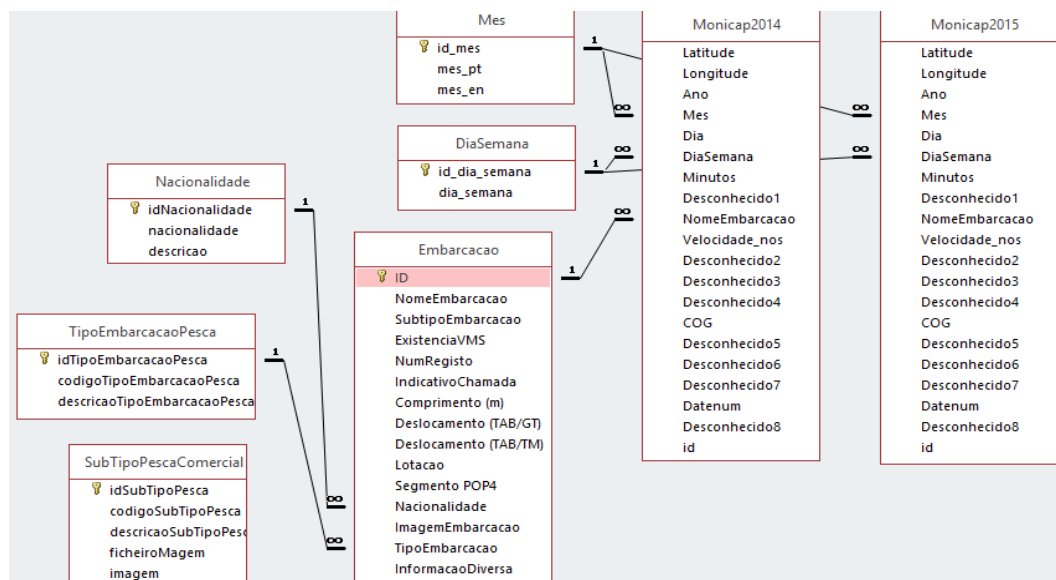 Mes
id_mes
mes_pt
mes_en
1
∞
∞
DiaSemana
id_dia_semana
dia_semana
1
∞
∞
Nacionalidade
idNacionalidade
nacionalidade
descricao
1
∞
TipoEmbarcacaoPesca
idTipoEmbarcacaoPesca
codigoTipoEmbarcacaoPesca
descricaoTipoEmbarcacaoPesca
1
∞
SubTipoPescaComercial
idSubTipoPesca
codigoSubTipoPesca
descricaoSubTipoPesc
ficheiroMagem
imagem
Embarcacao
ID
NomeEmbarcacao
SubtipoEmbarcacao
ExistenciaVMS
NumRegisto
IndicativoChamada
Comprimento (m)
Deslocamento (TAB/GT)
Deslocamento (TAB/TM)
Lotacao
Segmento POP4
Nacionalidade
ImagemEmbarcacao
TipoEmbarcacao
InformacaoDiversa
1
∞
Monicap2014
Latitude
Longitude
Ano
Mes
Dia
DiaSemana
Minutos
Desconhecido1
NomeEmbarcacao
Velocidade_nos
Desconhecido2
Desconhecido3
Desconhecido4
COG
Desconhecido5
Desconhecido6
Desconhecido7
Datenum
Desconhecido8
id
Monicap2015
Latitude
Longitude
Ano
Mes
Dia
DiaSemana
Minutos
Desconhecido1
NomeEmbarcacao
Velocidade_nos
Desconhecido2
Desconhecido3
Desconhecido4
COG
Desconhecido5
Desconhecido6
Desconhecido7
Datenum
Desconhecido8
id